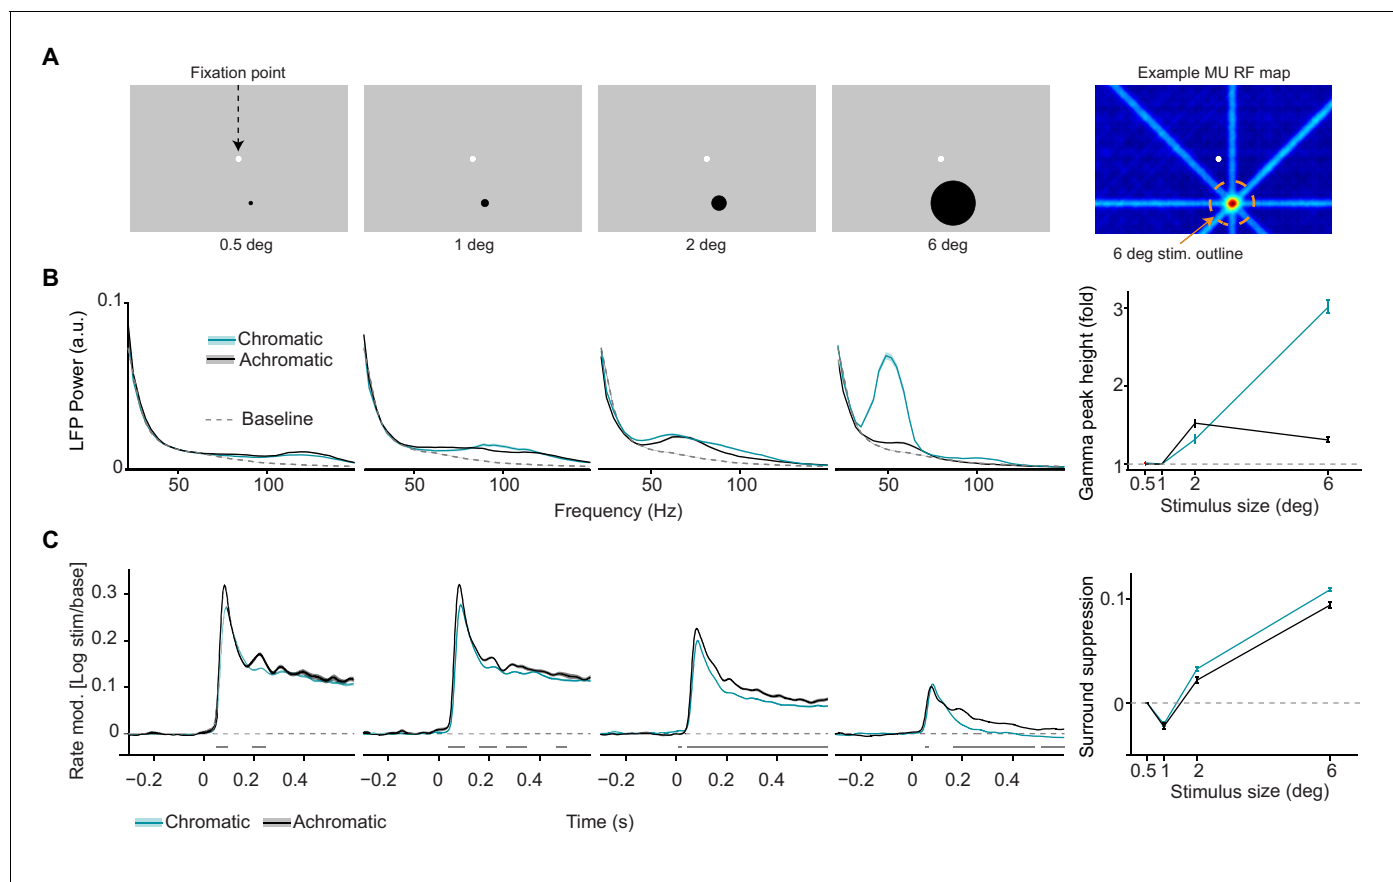 A
Fixation point
Example MU RF map
0.5 deg
1 deg
2 deg
6 deg
6 deg stim. outline
B
LFP Power (a.u.)
0.1
0
Chromatic
Achromatic
Baseline
50 100
50 100
50 100
50 100
Frequency (Hz)
Gamma peak height (fold)
3
2
1
0.5 1 2 6
Stimulus size (deg)
C
Rate mod. [Log stim/base]
0.3
0.2
0.1
0
−0.2 0 0.2 0.4
−0.2 0 0.2 0.4
−0.2 0 0.2 0.4
−0.2 0 0.2 0.4
Chromatic Achromatic
Time (s)
Surround suppression
0.1
0
0.5 1 2 6
Stimulus size (deg)